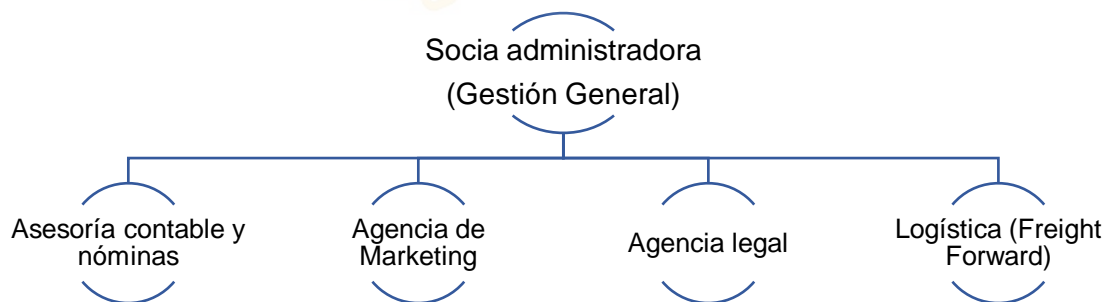 Socia administradora
(Gestión General)
Asesoría contable y
nóminas
Agencia de
Marketing
Agencia legal
Logística (Freight
Forward)